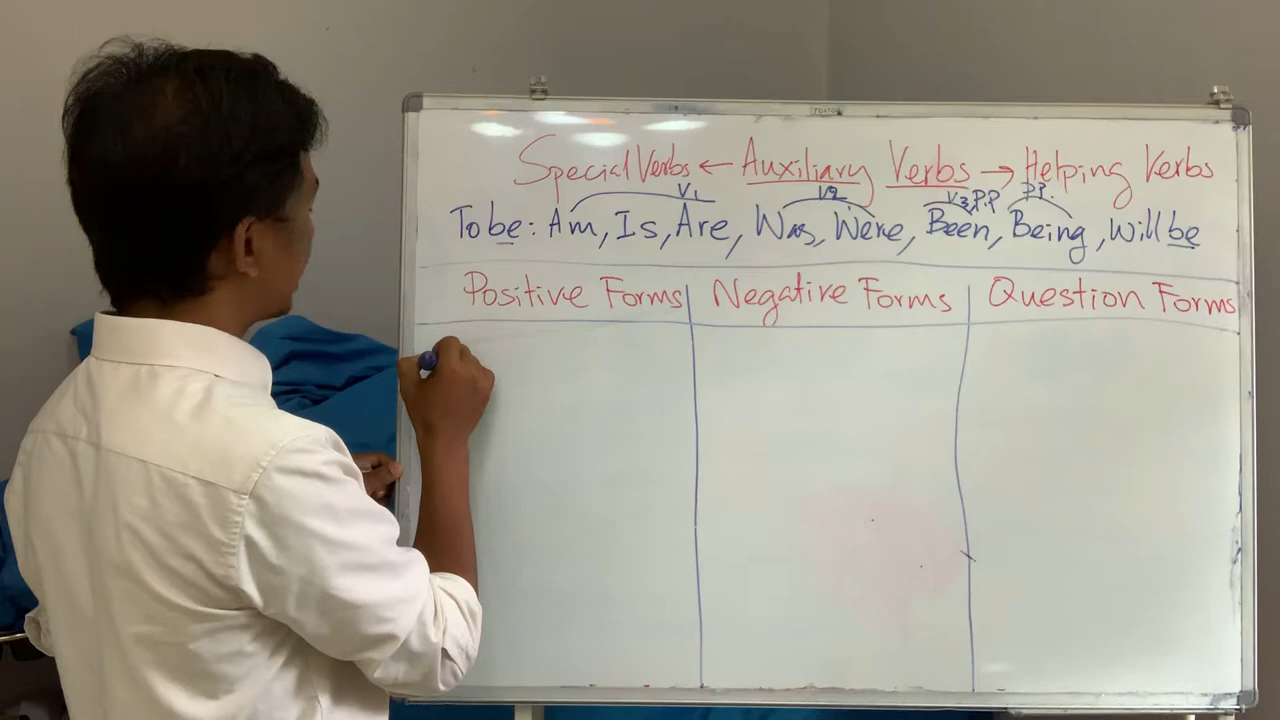 Special Verbs ← Auxiliary Verbs → Helping Verbs
V1 V2 V3, P.P P.P.
To be: Am, Is, Are, Was, Were, Been, Being, Will be
Positive Forms Negative Forms Question Forms